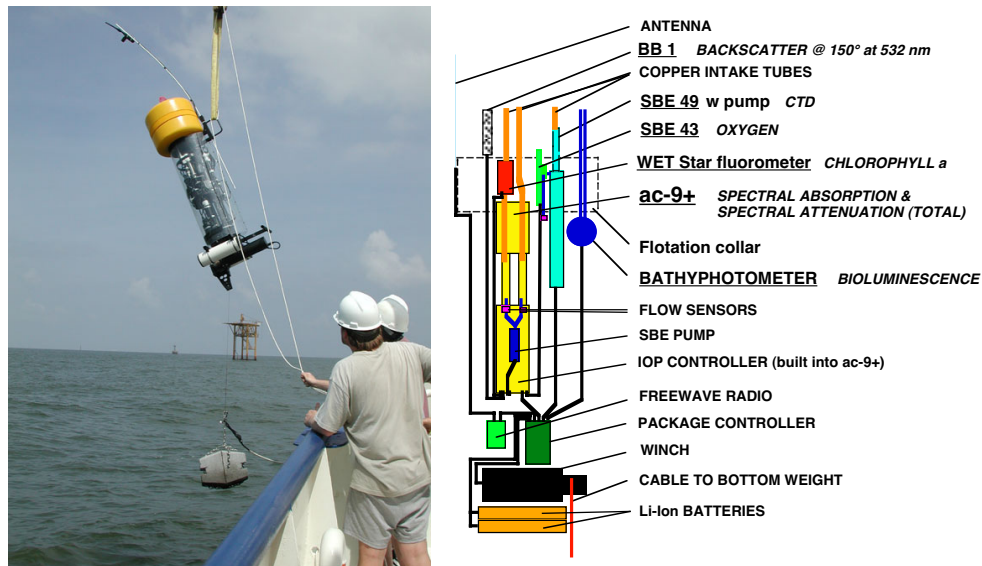 ANTENNA
BB 1 BACKSCATTER @ 150° at 532 nm
COPPER INTAKE TUBES
SBE 49 w pump CTD
SBE 43 OXYGEN
WET Star fluorometer CHLOROPHYLL a
ac-9+ SPECTRAL ABSORPTION &
SPECTRAL ATTENUATION (TOTAL)
Flotation collar
BATHYPHOTOMETER BIOLUMINESCENCE
FLOW SENSORS
SBE PUMP
IOP CONTROLLER (built into ac-9+)
FREEWAVE RADIO
PACKAGE CONTROLLER
WINCH
CABLE TO BOTTOM WEIGHT
Li-Ion BATTERIES